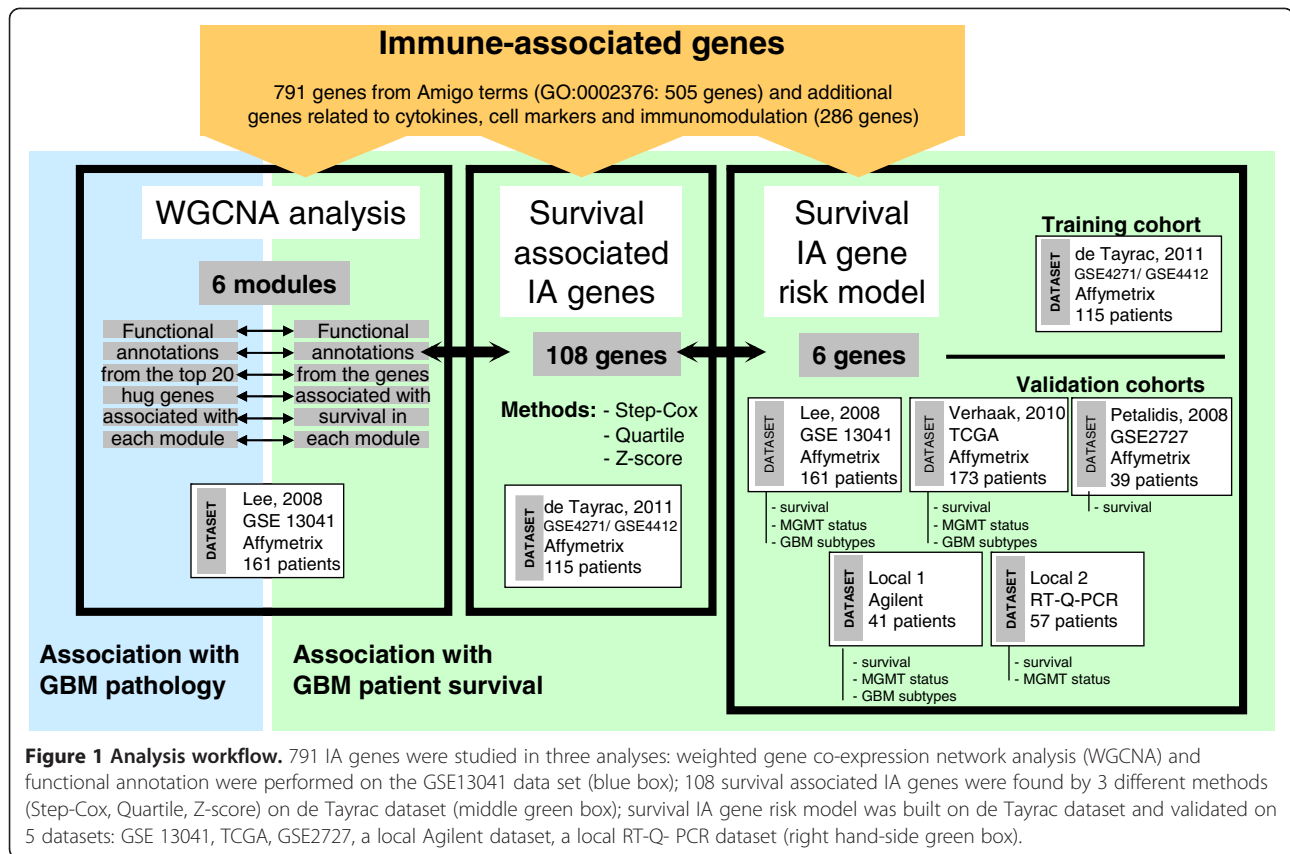 Immune-associated genes
791 genes from Amigo terms (GO:0002376: 505 genes) and additional
genes related to cytokines, cell markers and immunomodulation (286 genes)
WGCNA analysis
6 modules
Functional
annotations
from the top 20
hug genes
associated with
each module
Functional
annotations
from the genes
associated with
survival in
each module
DATASET
Lee, 2008
GSE 13041
Affymetrix
161 patients
Survival
associated
IA genes
108 genes
Methods: - Step-Cox
- Quartile
- Z-score
DATASET
de Tayrac, 2011
GSE4271/ GSE4412
Affymetrix
115 patients
Survival
IA gene
risk model
6 genes
Training cohort
DATASET
de Tayrac, 2011
GSE4271/ GSE4412
Affymetrix
115 patients
Validation cohorts
DATASET
Lee, 2008
GSE 13041
Affymetrix
161 patients
- survival
- MGMT status
- GBM subtypes
DATASET
Verhaak, 2010
TCGA
Affymetrix
173 patients
- survival
- MGMT status
- GBM subtypes
DATASET
Petalidis, 2008
GSE2727
Affymetrix
39 patients
- survival
DATASET
Local 1
Agilent
41 patients
- survival
- MGMT status
- GBM subtypes
DATASET
Local 2
RT-Q-PCR
57 patients
- survival
- MGMT status
Association with
GBM pathology
Association with
GBM patient survival
Figure 1 Analysis workflow. 791 IA genes were studied in three analyses: weighted gene co-expression network analysis (WGCNA) and
functional annotation were performed on the GSE13041 data set (blue box); 108 survival associated IA genes were found by 3 different methods
(Step-Cox, Quartile, Z-score) on de Tayrac dataset (middle green box); survival IA gene risk model was built on de Tayrac dataset and validated on
5 datasets: GSE 13041, TCGA, GSE2727, a local Agilent dataset, a local RT-Q- PCR dataset (right hand-side green box).